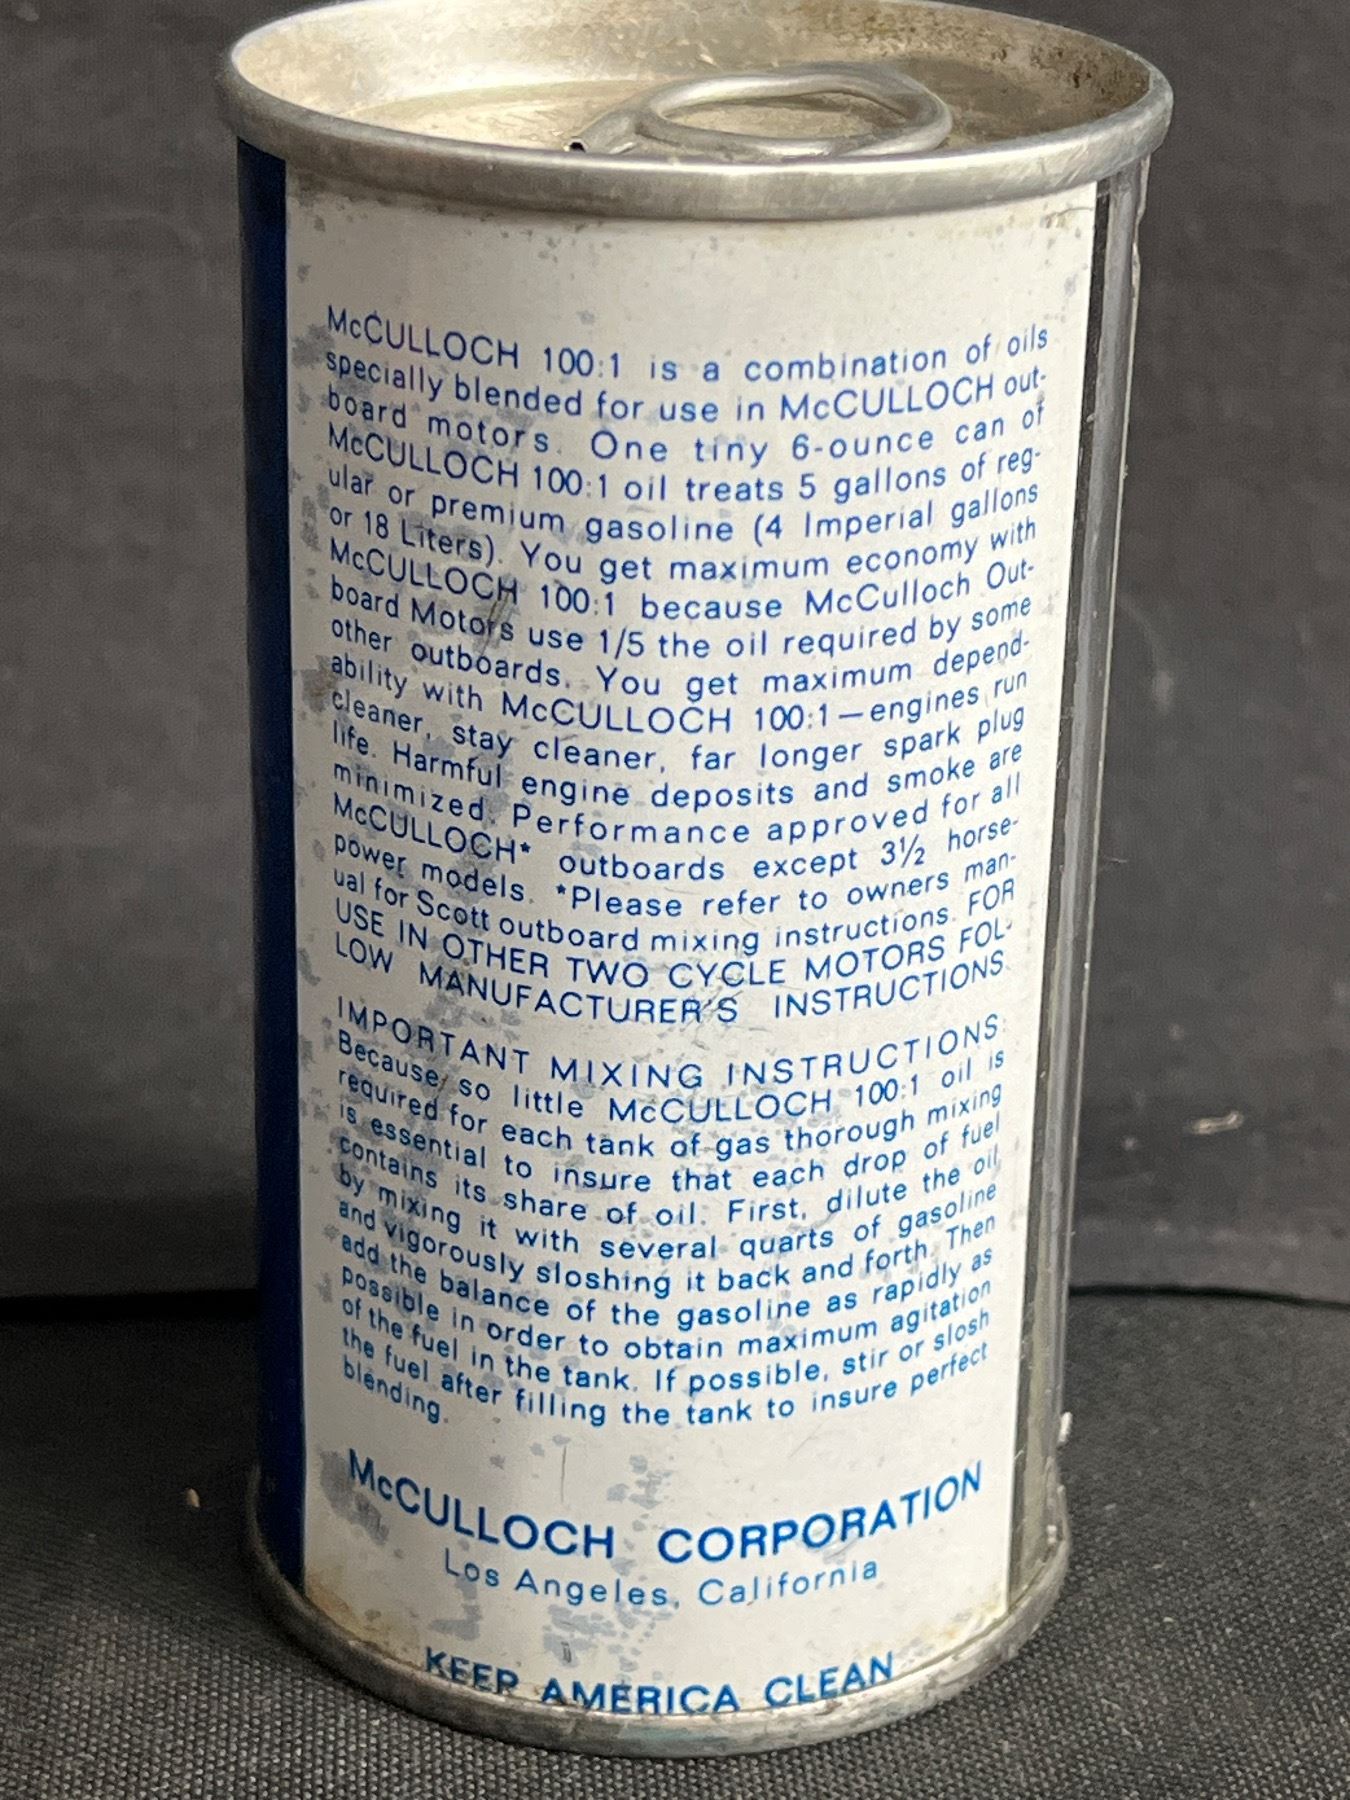 McCULLOCH 100:1 is a combination of oils
specially blended for use in McCULLOCH out-
board motors. One tiny 6-ounce can of
McCULLOCH 100:1 oil treats 5 gallons of reg-
ular or premium gasoline (4 Imperial gallons
or 18 Liters). You get maximum economy with
McCULLOCH 100:1 because McCulloch Out-
board Motors use 1/5 the oil required by some
other outboards. You get maximum depend-
ability with McCULLOCH 100:1—engines run
cleaner, stay cleaner, far longer spark plug
life. Harmful engine deposits and smoke are
minimized. Performance approved for all
McCULLOCH* outboards except 3½ horse-
power models. *Please refer to owners man-
ual for Scott outboard mixing instructions. FOR
USE IN OTHER TWO CYCLE MOTORS FOL-
LOW MANUFACTURER'S INSTRUCTIONS.
IMPORTANT MIXING INSTRUCTIONS:
Because so little McCULLOCH 100:1 oil is
required for each tank of gas thorough mixing
is essential to insure that each drop of fuel
contains its share of oil. First, dilute the oil
by mixing it with several quarts of gasoline
and vigorously sloshing it back and forth. Then
add the balance of the gasoline as rapidly as
possible in order to obtain maximum agitation
of the fuel in the tank. If possible, stir or slosh
the fuel after filling the tank to insure perfect
blending.
McCULLOCH CORPORATION
Los Angeles, California
KEEP AMERICA CLEAN